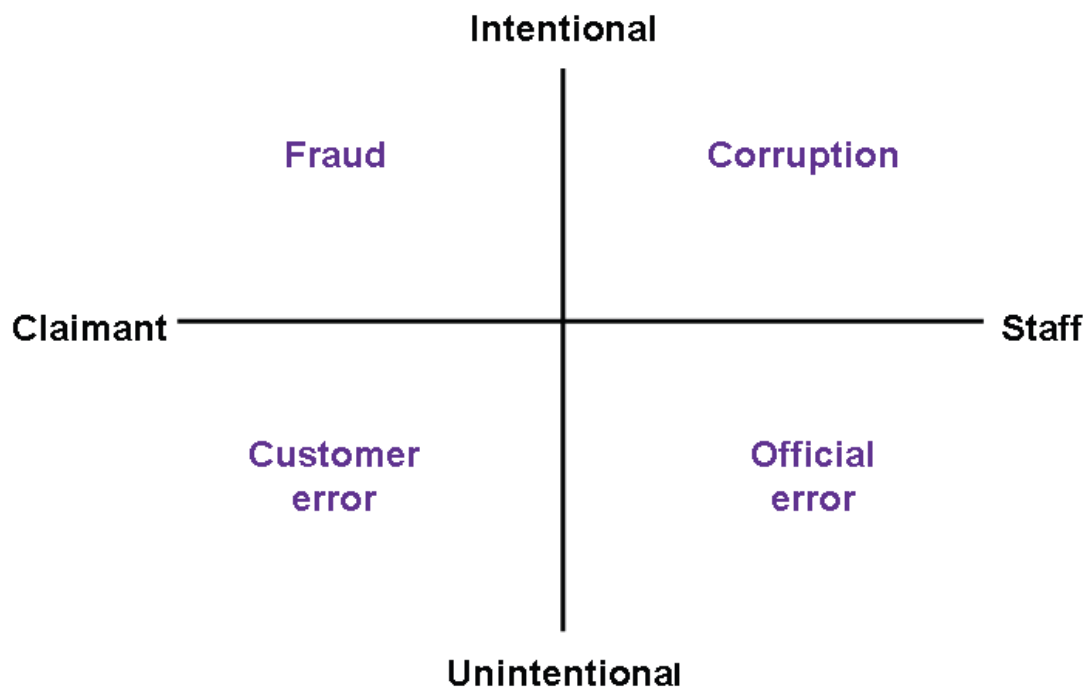 Intentional
Fraud
Corruption
Claimant
Staff
Customer
error
Official
error
Unintentional